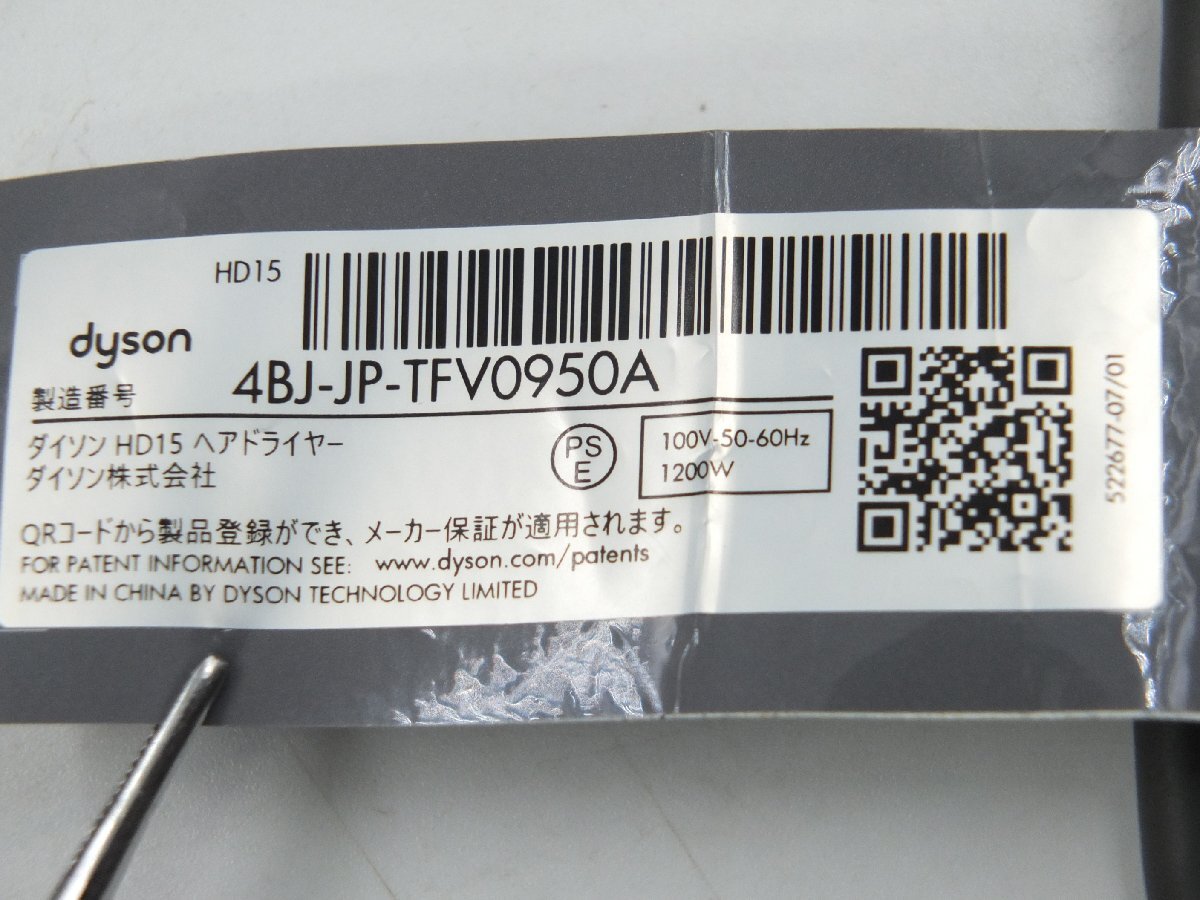 HD15
dyson
製造番号 4BJ-JP-TFV0950A
ダイソン HD15 ヘアドライヤー
ダイソン株式会社
PS
E
100V-50-60Hz
1200W
QRコードから製品登録ができ、メーカー保証が適用されます。
FOR PATENT INFORMATION SEE: www.dyson.com/patents
MADE IN CHINA BY DYSON TECHNOLOGY LIMITED
522677-07/01